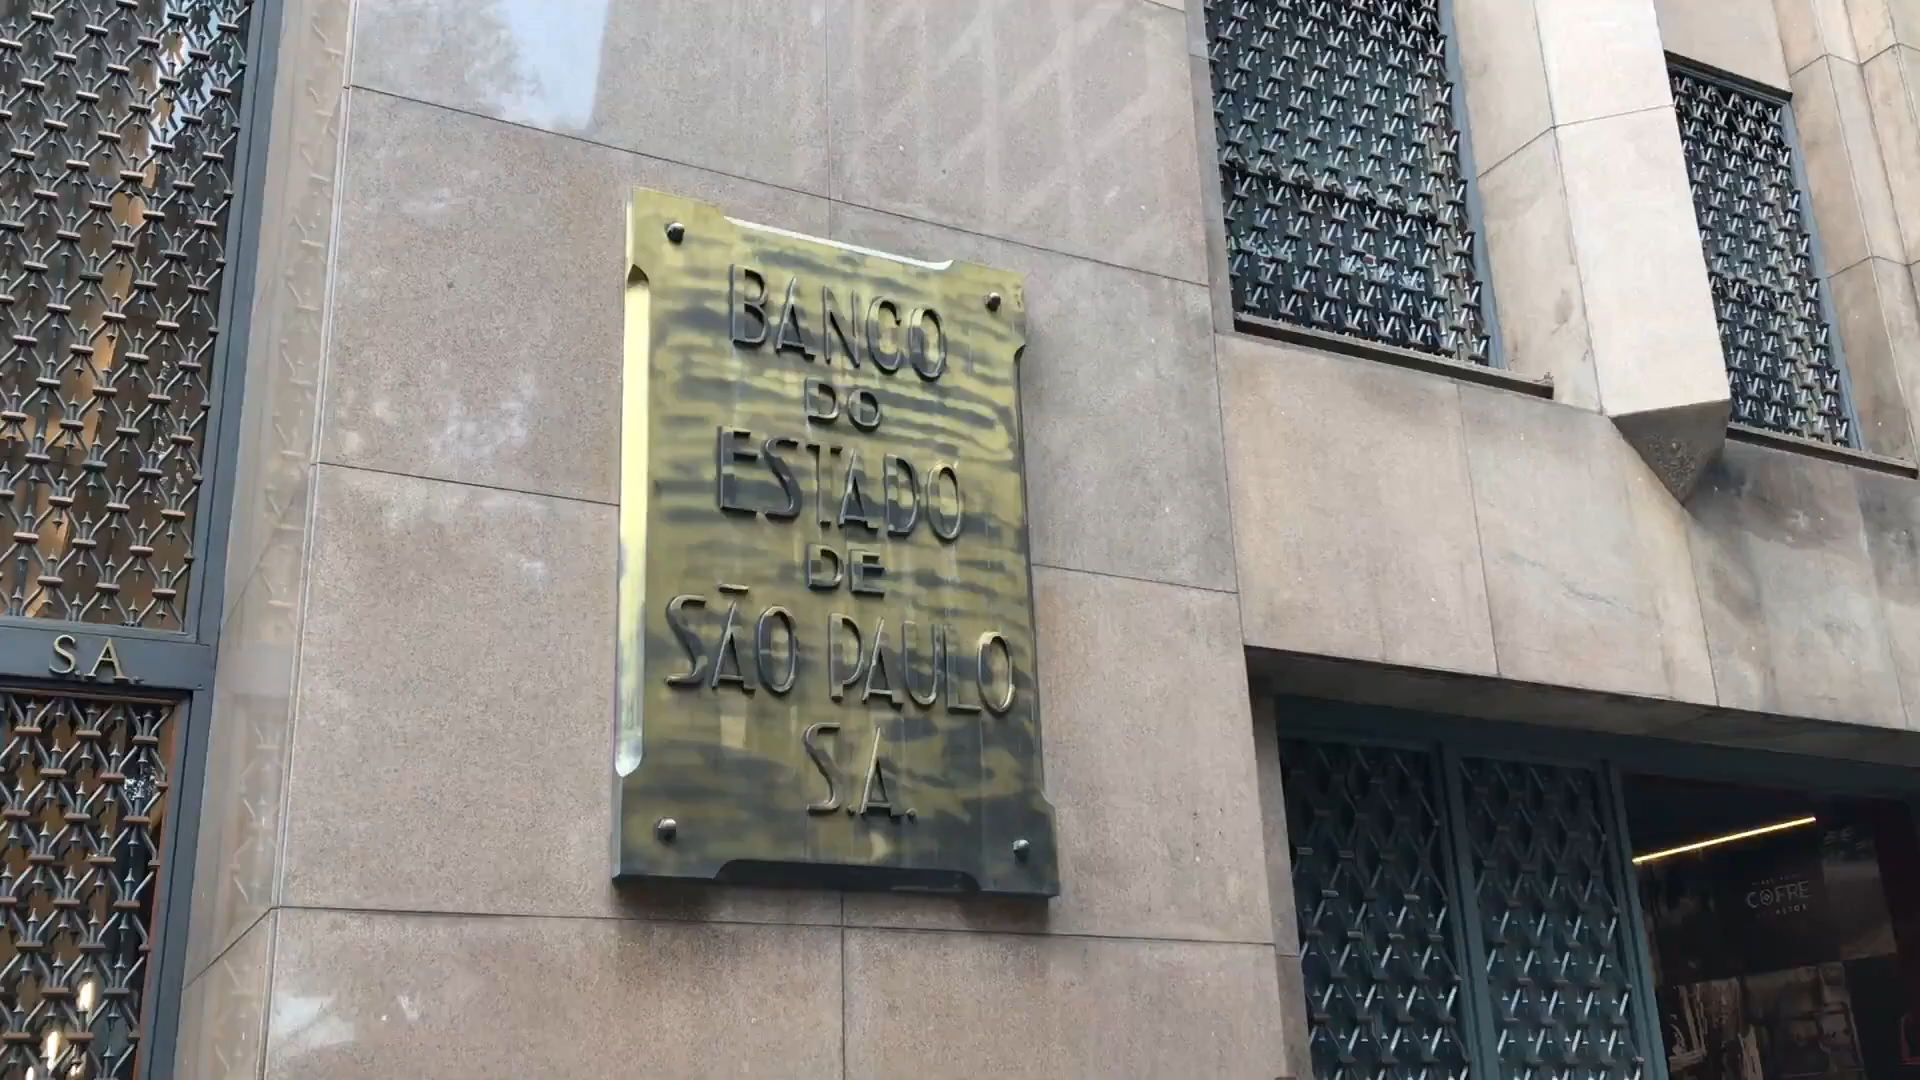 BANCO
DO
ESTADO
DE
SÃO PAULO
S.A.
S.A.
COFRE